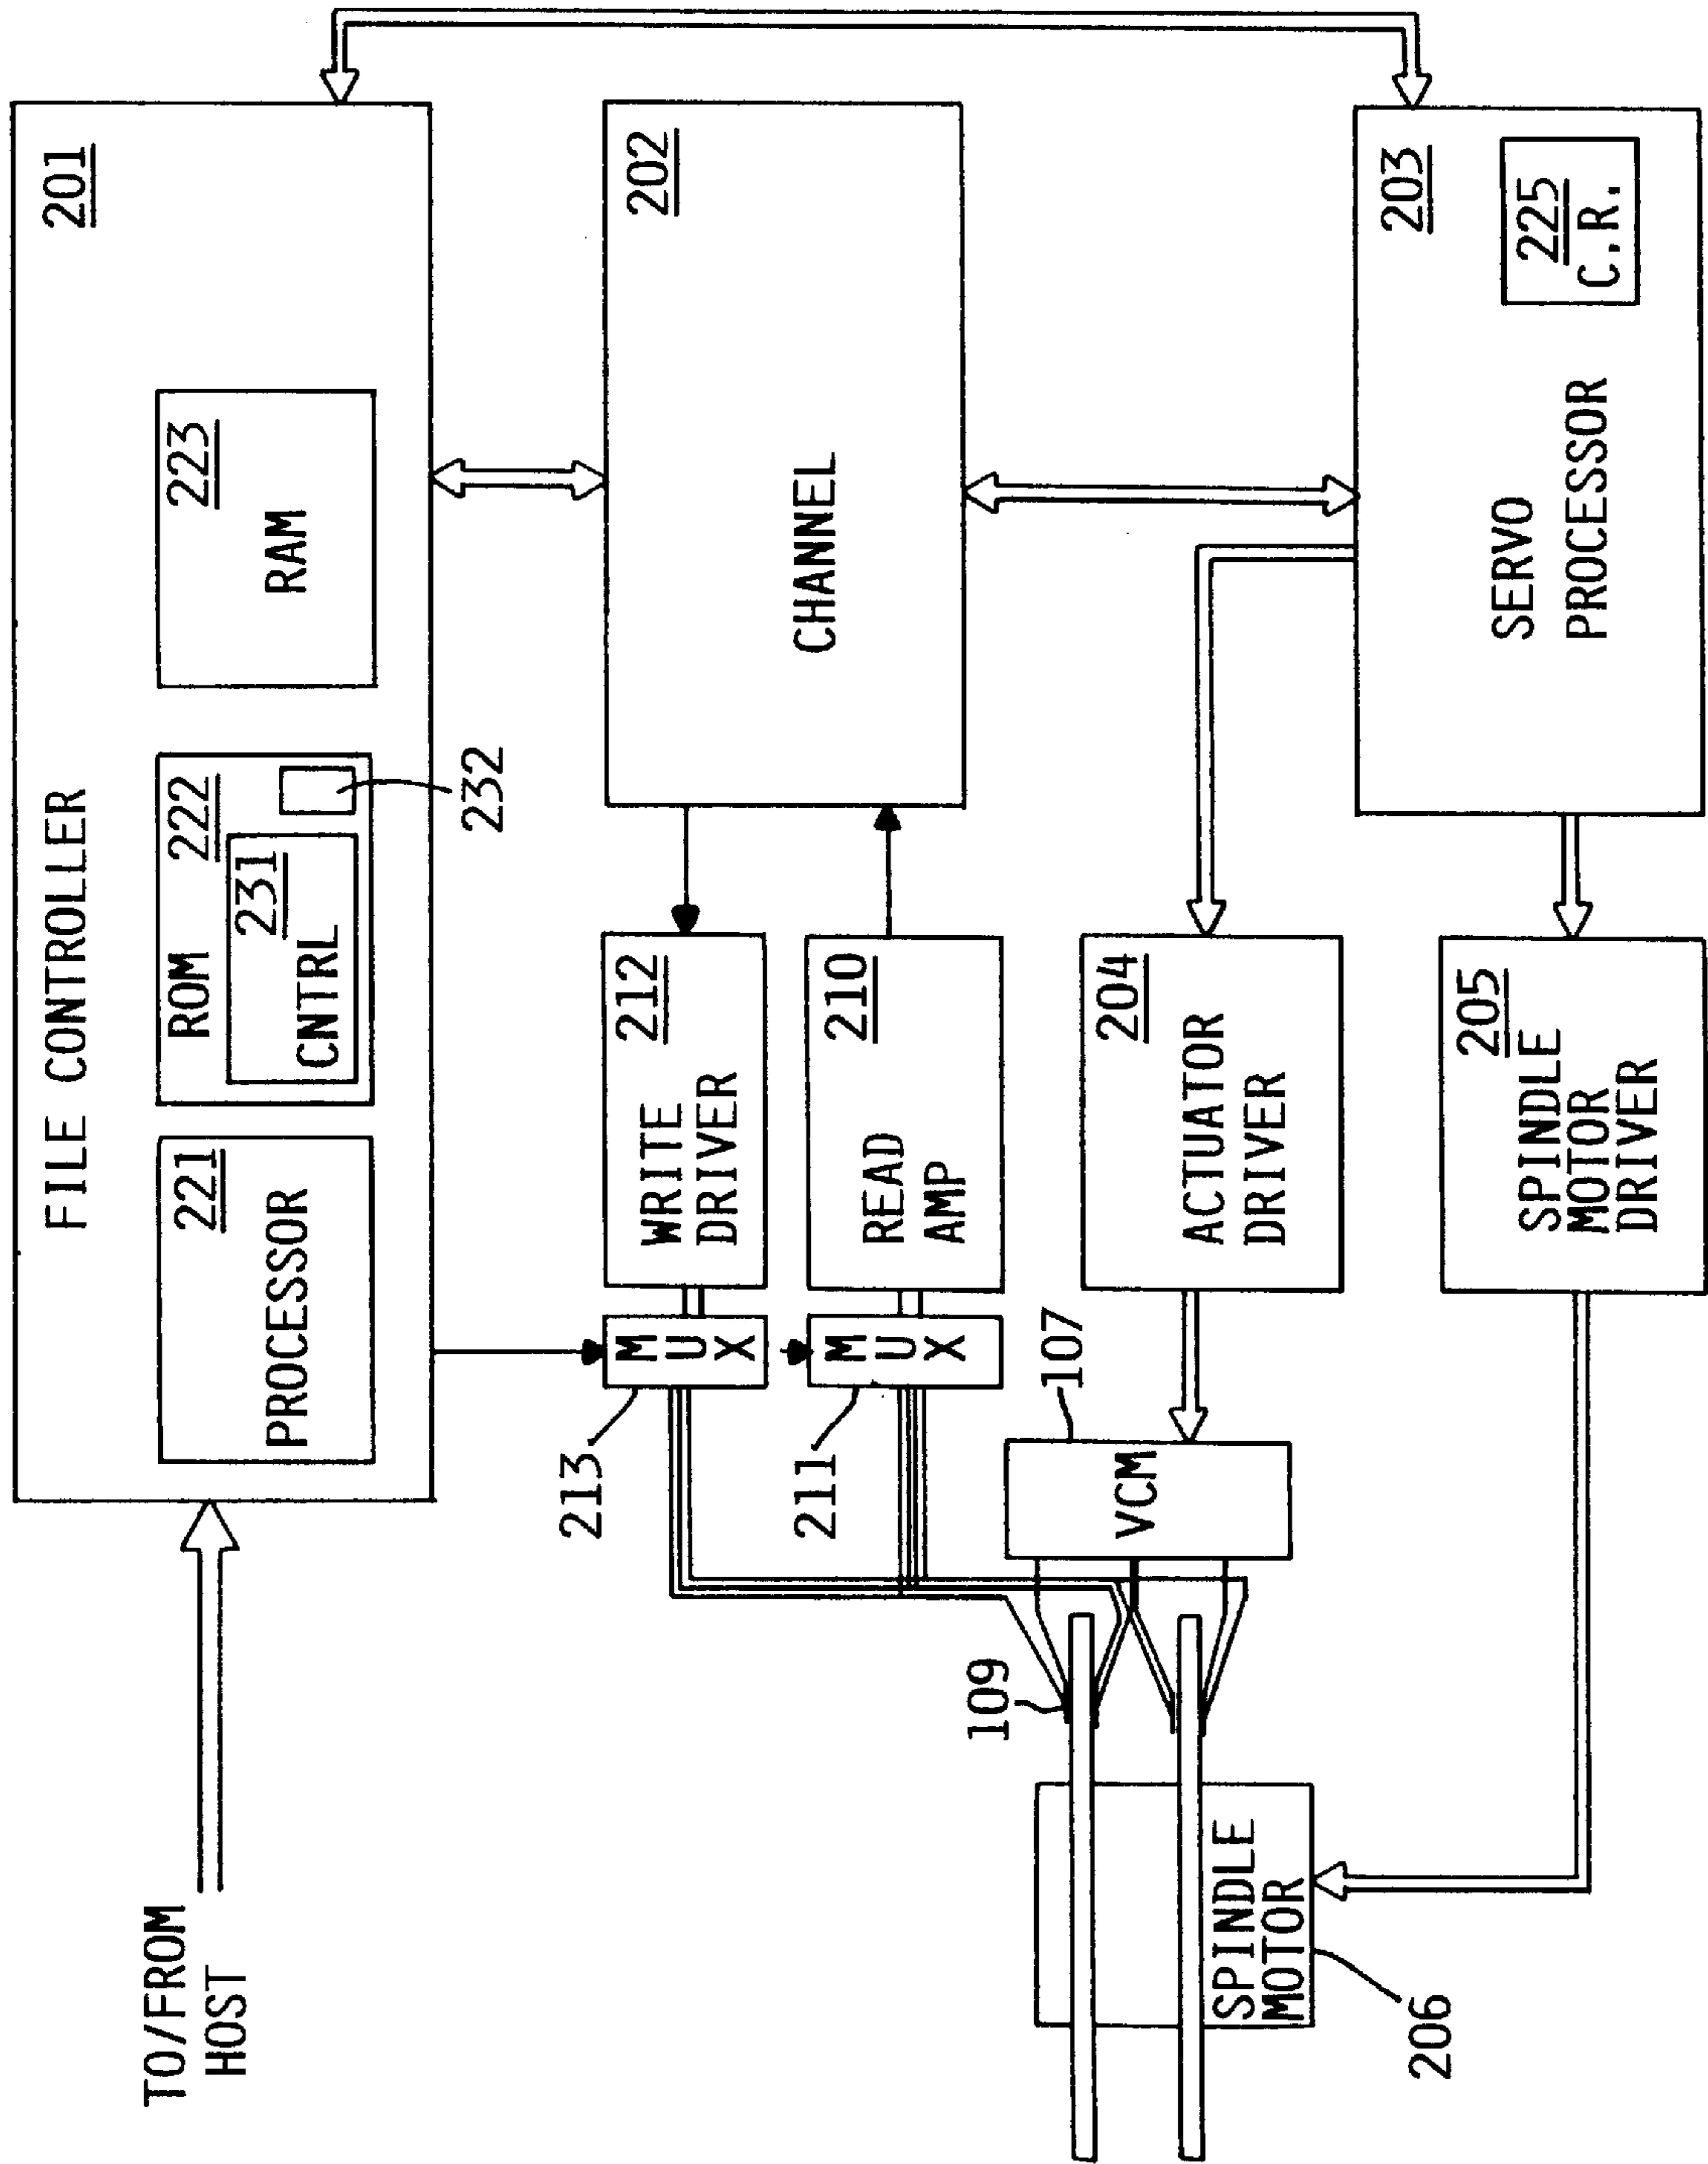 TO/FROM
HOST
FILE CONTROLLER
201
221
PROCESSOR
ROM 222
231
CNTRL
232
223
RAM
213
MUX
212
WRITE
DRIVER
211
MUX
210
READ
AMP
202
CHANNEL
109
107
VCM
204
ACTUATOR
DRIVER
203
225
C.R.
SERVO
PROCESSOR
SPINDLE
MOTOR
206
205
SPINDLE
MOTOR
DRIVER